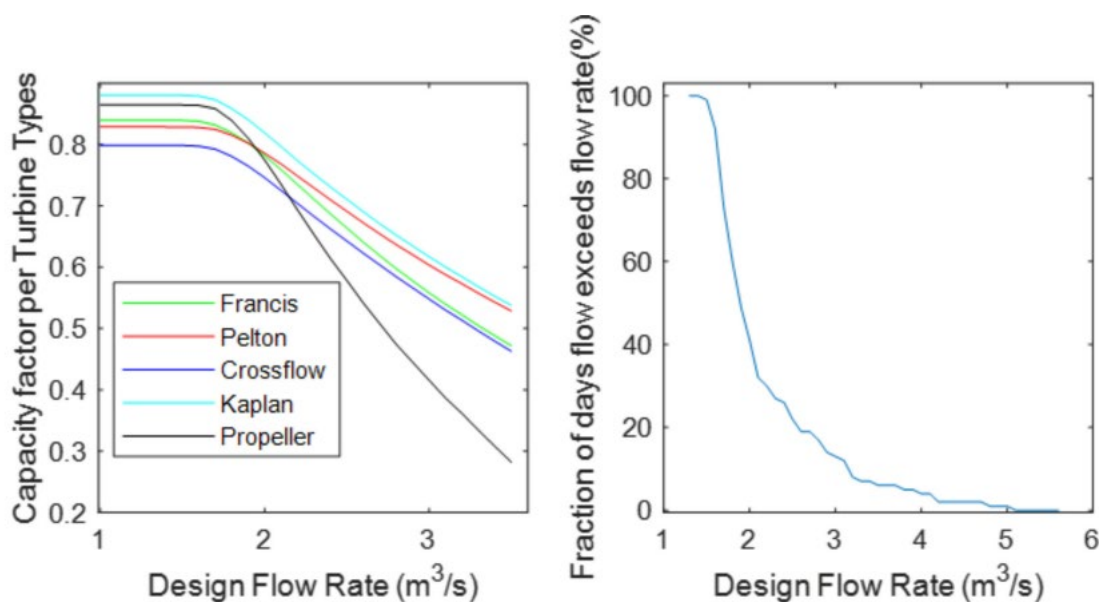 Capacity factor per Turbine Types
0.8
0.7
0.6
0.5
0.4
0.3
0.2
Francis
Pelton
Crossflow
Kaplan
Propeller
1 2 3
Design Flow Rate (m³/s)
Fraction of days flow exceeds flow rate(%)
100
80
60
40
20
0
1 2 3 4 5 6
Design Flow Rate (m³/s)